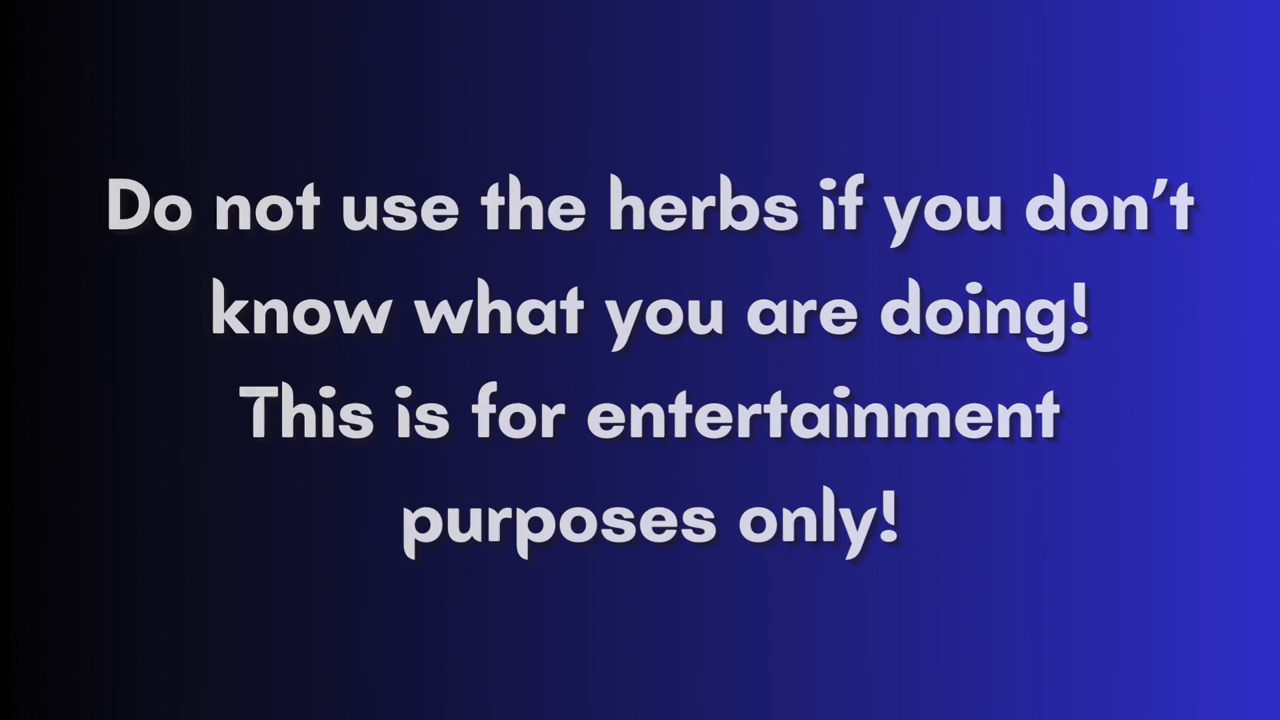 Do not use the herbs if you don’t
know what you are doing!
This is for entertainment
purposes only!